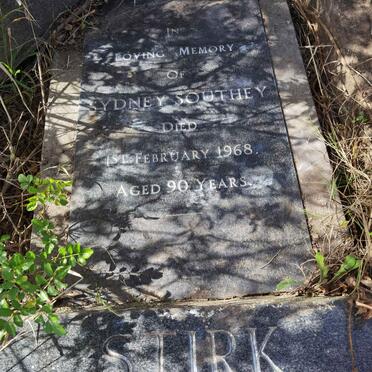 IN
LOVING MEMORY
OF
SYDNEY SOUTHEY
DIED
1ST FEBRUARY 1968.
AGED 90 YEARS.
STIRK